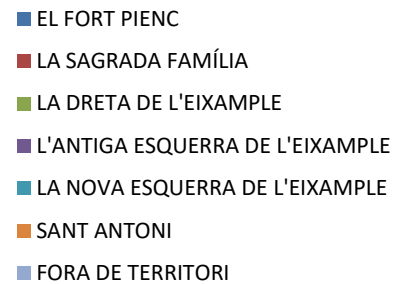 EL FORT PIENC
LA SAGRADA FAMÍLIA
LA DRETA DE L'EIXAMPLE
L'ANTIGA ESQUERRA DE L'EIXAMPLE
LA NOVA ESQUERRA DE L'EIXAMPLE
SANT ANTONI
FORA DE TERRITORI